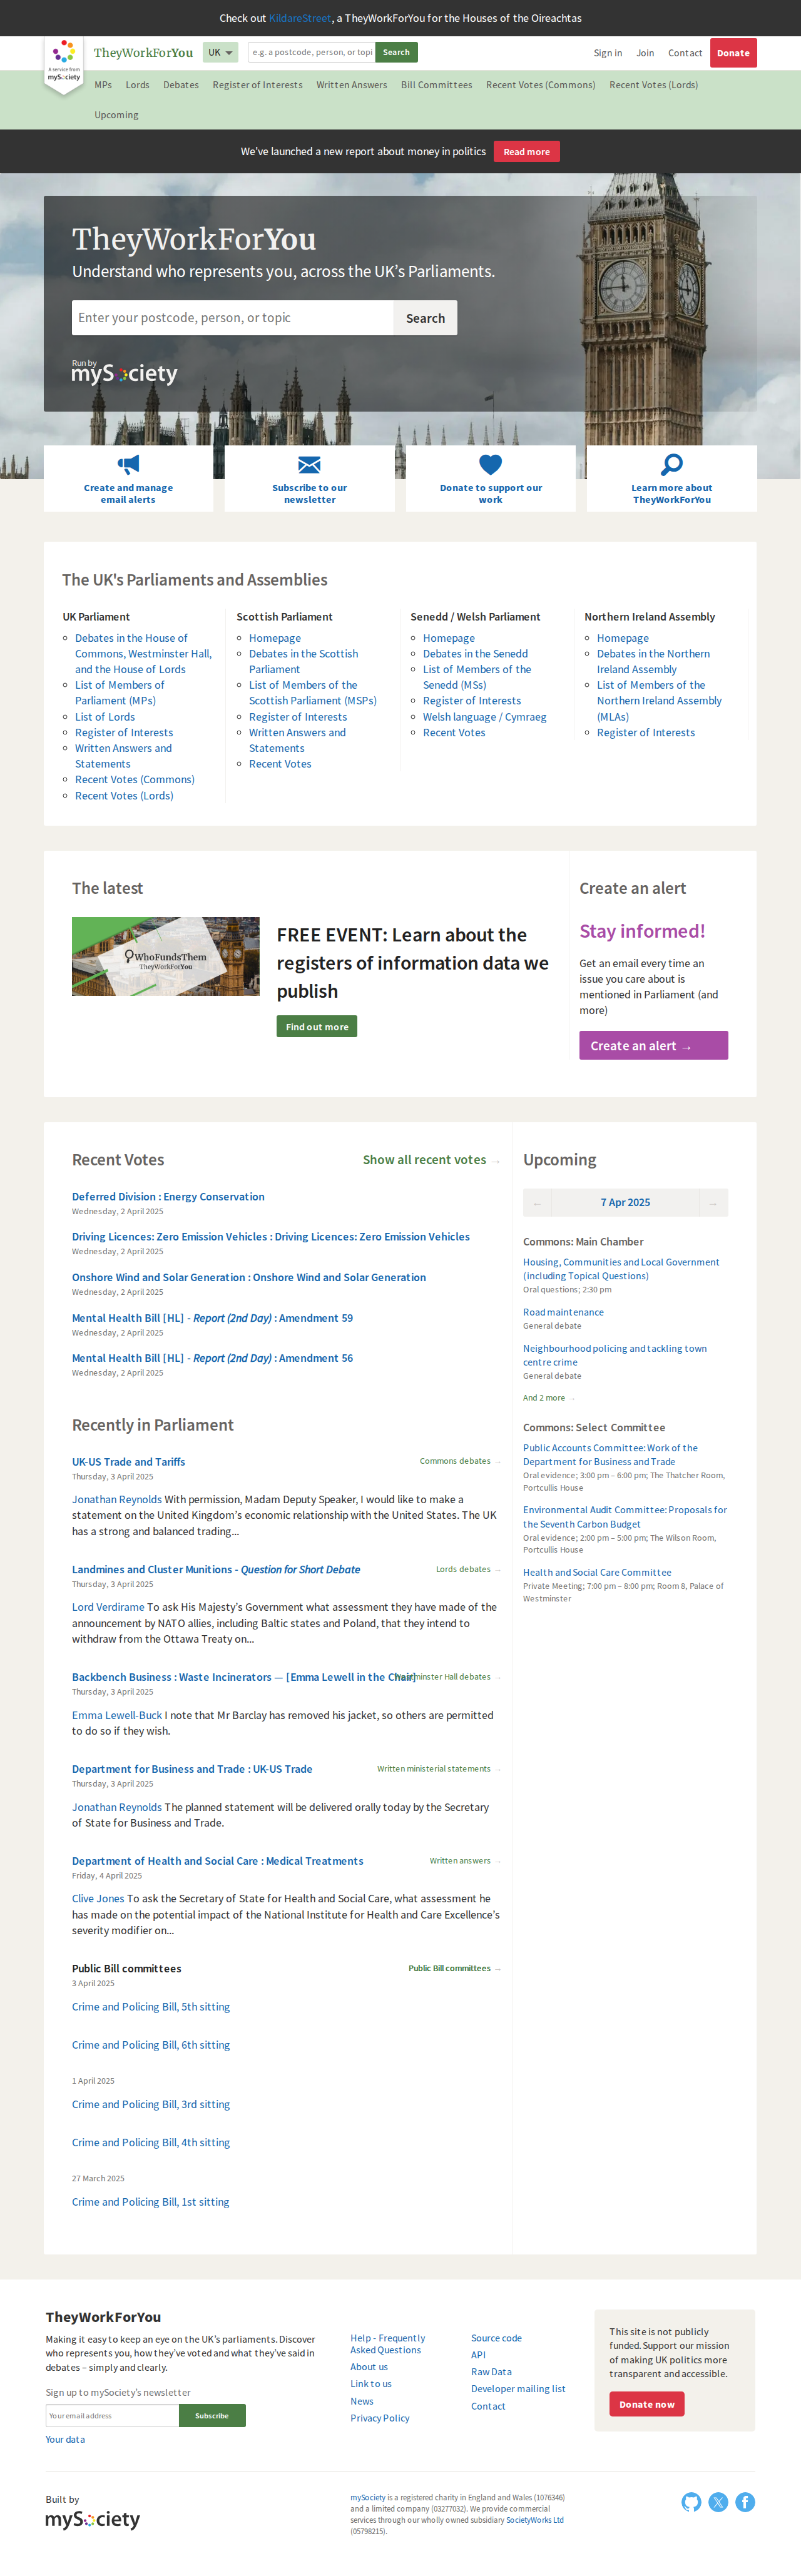 Check out KildareStreet, a TheyWorkForYou for the Houses of the Oireachtas
A service from
mySociety
TheyWorkForYou
UK
e.g. a postcode, person, or topi
Search
Sign in
Join
Contact
Donate
MPs
Lords
Debates
Register of Interests
Written Answers
Bill Committees
Recent Votes (Commons)
Recent Votes (Lords)
Upcoming
We've launched a new report about money in politics
Read more
TheyWorkForYou
Understand who represents you, across the UK's Parliaments.
Enter your postcode, person, or topic
Search
Run by
mySociety
Create and manage
email alerts
Subscribe to our
newsletter
Donate to support our
work
Learn more about
TheyWorkForYou
The UK's Parliaments and Assemblies
UK Parliament
Debates in the House of
Commons, Westminster Hall,
and the House of Lords
List of Members of
Parliament (MPs)
List of Lords
Register of Interests
Written Answers and
Statements
Recent Votes (Commons)
Recent Votes (Lords)
Scottish Parliament
Homepage
Debates in the Scottish
Parliament
List of Members of the
Scottish Parliament (MSPs)
Register of Interests
Written Answers and
Statements
Recent Votes
Senedd / Welsh Parliament
Homepage
Debates in the Senedd
List of Members of the
Senedd (MSs)
Register of Interests
Welsh language / Cymraeg
Recent Votes
Northern Ireland Assembly
Homepage
Debates in the Northern
Ireland Assembly
List of Members of the
Northern Ireland Assembly
(MLAs)
Register of Interests
The latest
WhoFundsThem
TheyWorkForYou
FREE EVENT: Learn about the
registers of information data we
publish
Find out more
Create an alert
Stay informed!
Get an email every time an
issue you care about is
mentioned in Parliament (and
more)
Create an alert →
Recent Votes
Show all recent votes →
Deferred Division : Energy Conservation
Wednesday, 2 April 2025
Driving Licences: Zero Emission Vehicles : Driving Licences: Zero Emission Vehicles
Wednesday, 2 April 2025
Onshore Wind and Solar Generation : Onshore Wind and Solar Generation
Wednesday, 2 April 2025
Mental Health Bill [HL] - Report (2nd Day) : Amendment 59
Wednesday, 2 April 2025
Mental Health Bill [HL] - Report (2nd Day) : Amendment 56
Wednesday, 2 April 2025
Recently in Parliament
UK-US Trade and Tariffs
Commons debates →
Thursday, 3 April 2025
Jonathan Reynolds With permission, Madam Deputy Speaker, I would like to make a
statement on the United Kingdom's economic relationship with the United States. The UK
has a strong and balanced trading...
Landmines and Cluster Munitions - Question for Short Debate
Lords debates →
Thursday, 3 April 2025
Lord Verdirame To ask His Majesty's Government what assessment they have made of the
announcement by NATO allies, including Baltic states and Poland, that they intend to
withdraw from the Ottawa Treaty on...
Backbench Business : Waste Incinerators — [Emma Lewell in the Chair]
Westminster Hall debates →
Thursday, 3 April 2025
Emma Lewell-Buck I note that Mr Barclay has removed his jacket, so others are permitted
to do so if they wish.
Department for Business and Trade : UK-US Trade
Written ministerial statements →
Thursday, 3 April 2025
Jonathan Reynolds The planned statement will be delivered orally today by the Secretary
of State for Business and Trade.
Department of Health and Social Care : Medical Treatments
Written answers →
Friday, 4 April 2025
Clive Jones To ask the Secretary of State for Health and Social Care, what assessment he
has made on the potential impact of the National Institute for Health and Care Excellence's
severity modifier on...
Public Bill committees
Public Bill committees →
3 April 2025
Crime and Policing Bill, 5th sitting
Crime and Policing Bill, 6th sitting
1 April 2025
Crime and Policing Bill, 3rd sitting
Crime and Policing Bill, 4th sitting
27 March 2025
Crime and Policing Bill, 1st sitting
Upcoming
← 7 Apr 2025 →
Commons: Main Chamber
Housing, Communities and Local Government
(including Topical Questions)
Oral questions; 2:30 pm
Road maintenance
General debate
Neighbourhood policing and tackling town
centre crime
General debate
And 2 more →
Commons: Select Committee
Public Accounts Committee: Work of the
Department for Business and Trade
Oral evidence; 3:00 pm – 6:00 pm; The Thatcher Room,
Portcullis House
Environmental Audit Committee: Proposals for
the Seventh Carbon Budget
Oral evidence; 2:00 pm – 5:00 pm; The Wilson Room,
Portcullis House
Health and Social Care Committee
Private Meeting; 7:00 pm – 8:00 pm; Room 8, Palace of
Westminster
TheyWorkForYou
Making it easy to keep an eye on the UK's parliaments. Discover
who represents you, how they've voted and what they've said in
debates – simply and clearly.
Sign up to mySociety's newsletter
Your email address
Subscribe
Your data
Help - Frequently
Asked Questions
About us
Link to us
News
Privacy Policy
Source code
API
Raw Data
Developer mailing list
Contact
This site is not publicly
funded. Support our mission
of making UK politics more
transparent and accessible.
Donate now
Built by
mySociety
mySociety is a registered charity in England and Wales (1076346)
and a limited company (03277032). We provide commercial
services through our wholly owned subsidiary SocietyWorks Ltd
(05798215).